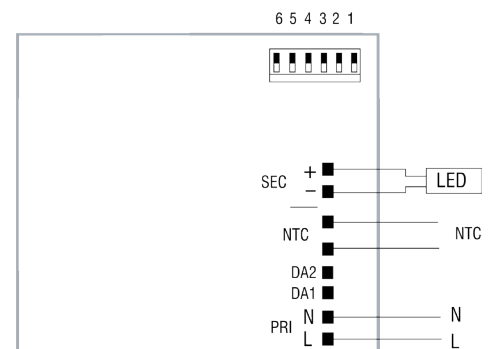 6 5 4 3 2 1
SEC + LED
−
NTC NTC
DA2
DA1
PRI N N
L L